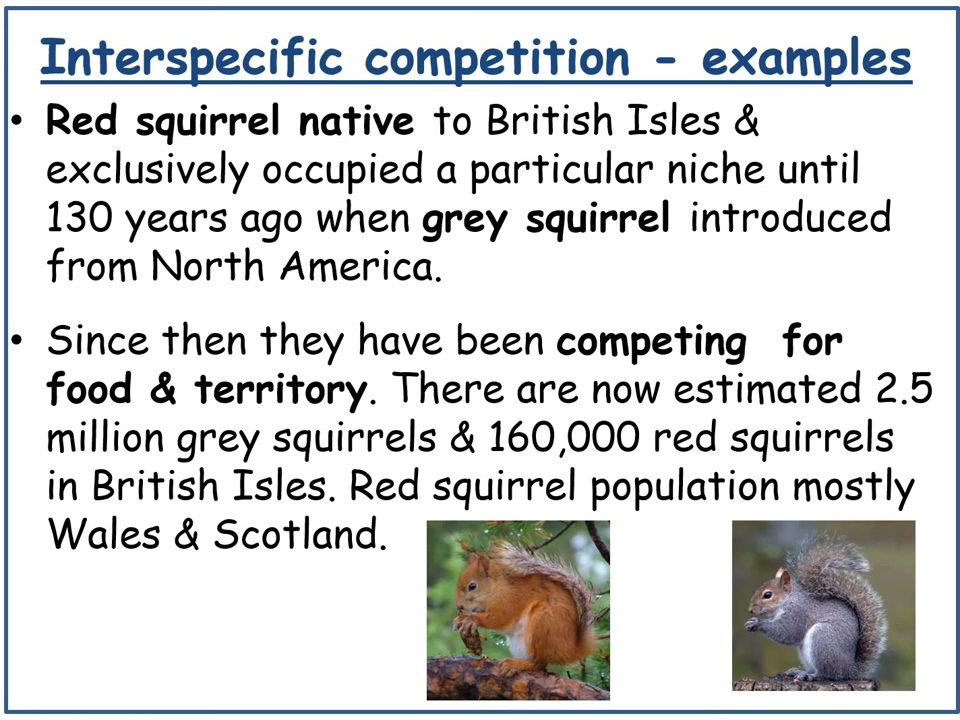 Interspecific competition - examples
• Red squirrel native to British Isles &
exclusively occupied a particular niche until
130 years ago when grey squirrel introduced
from North America.
• Since then they have been competing  for
food & territory. There are now estimated 2.5
million grey squirrels & 160,000 red squirrels
in British Isles. Red squirrel population mostly
Wales & Scotland.